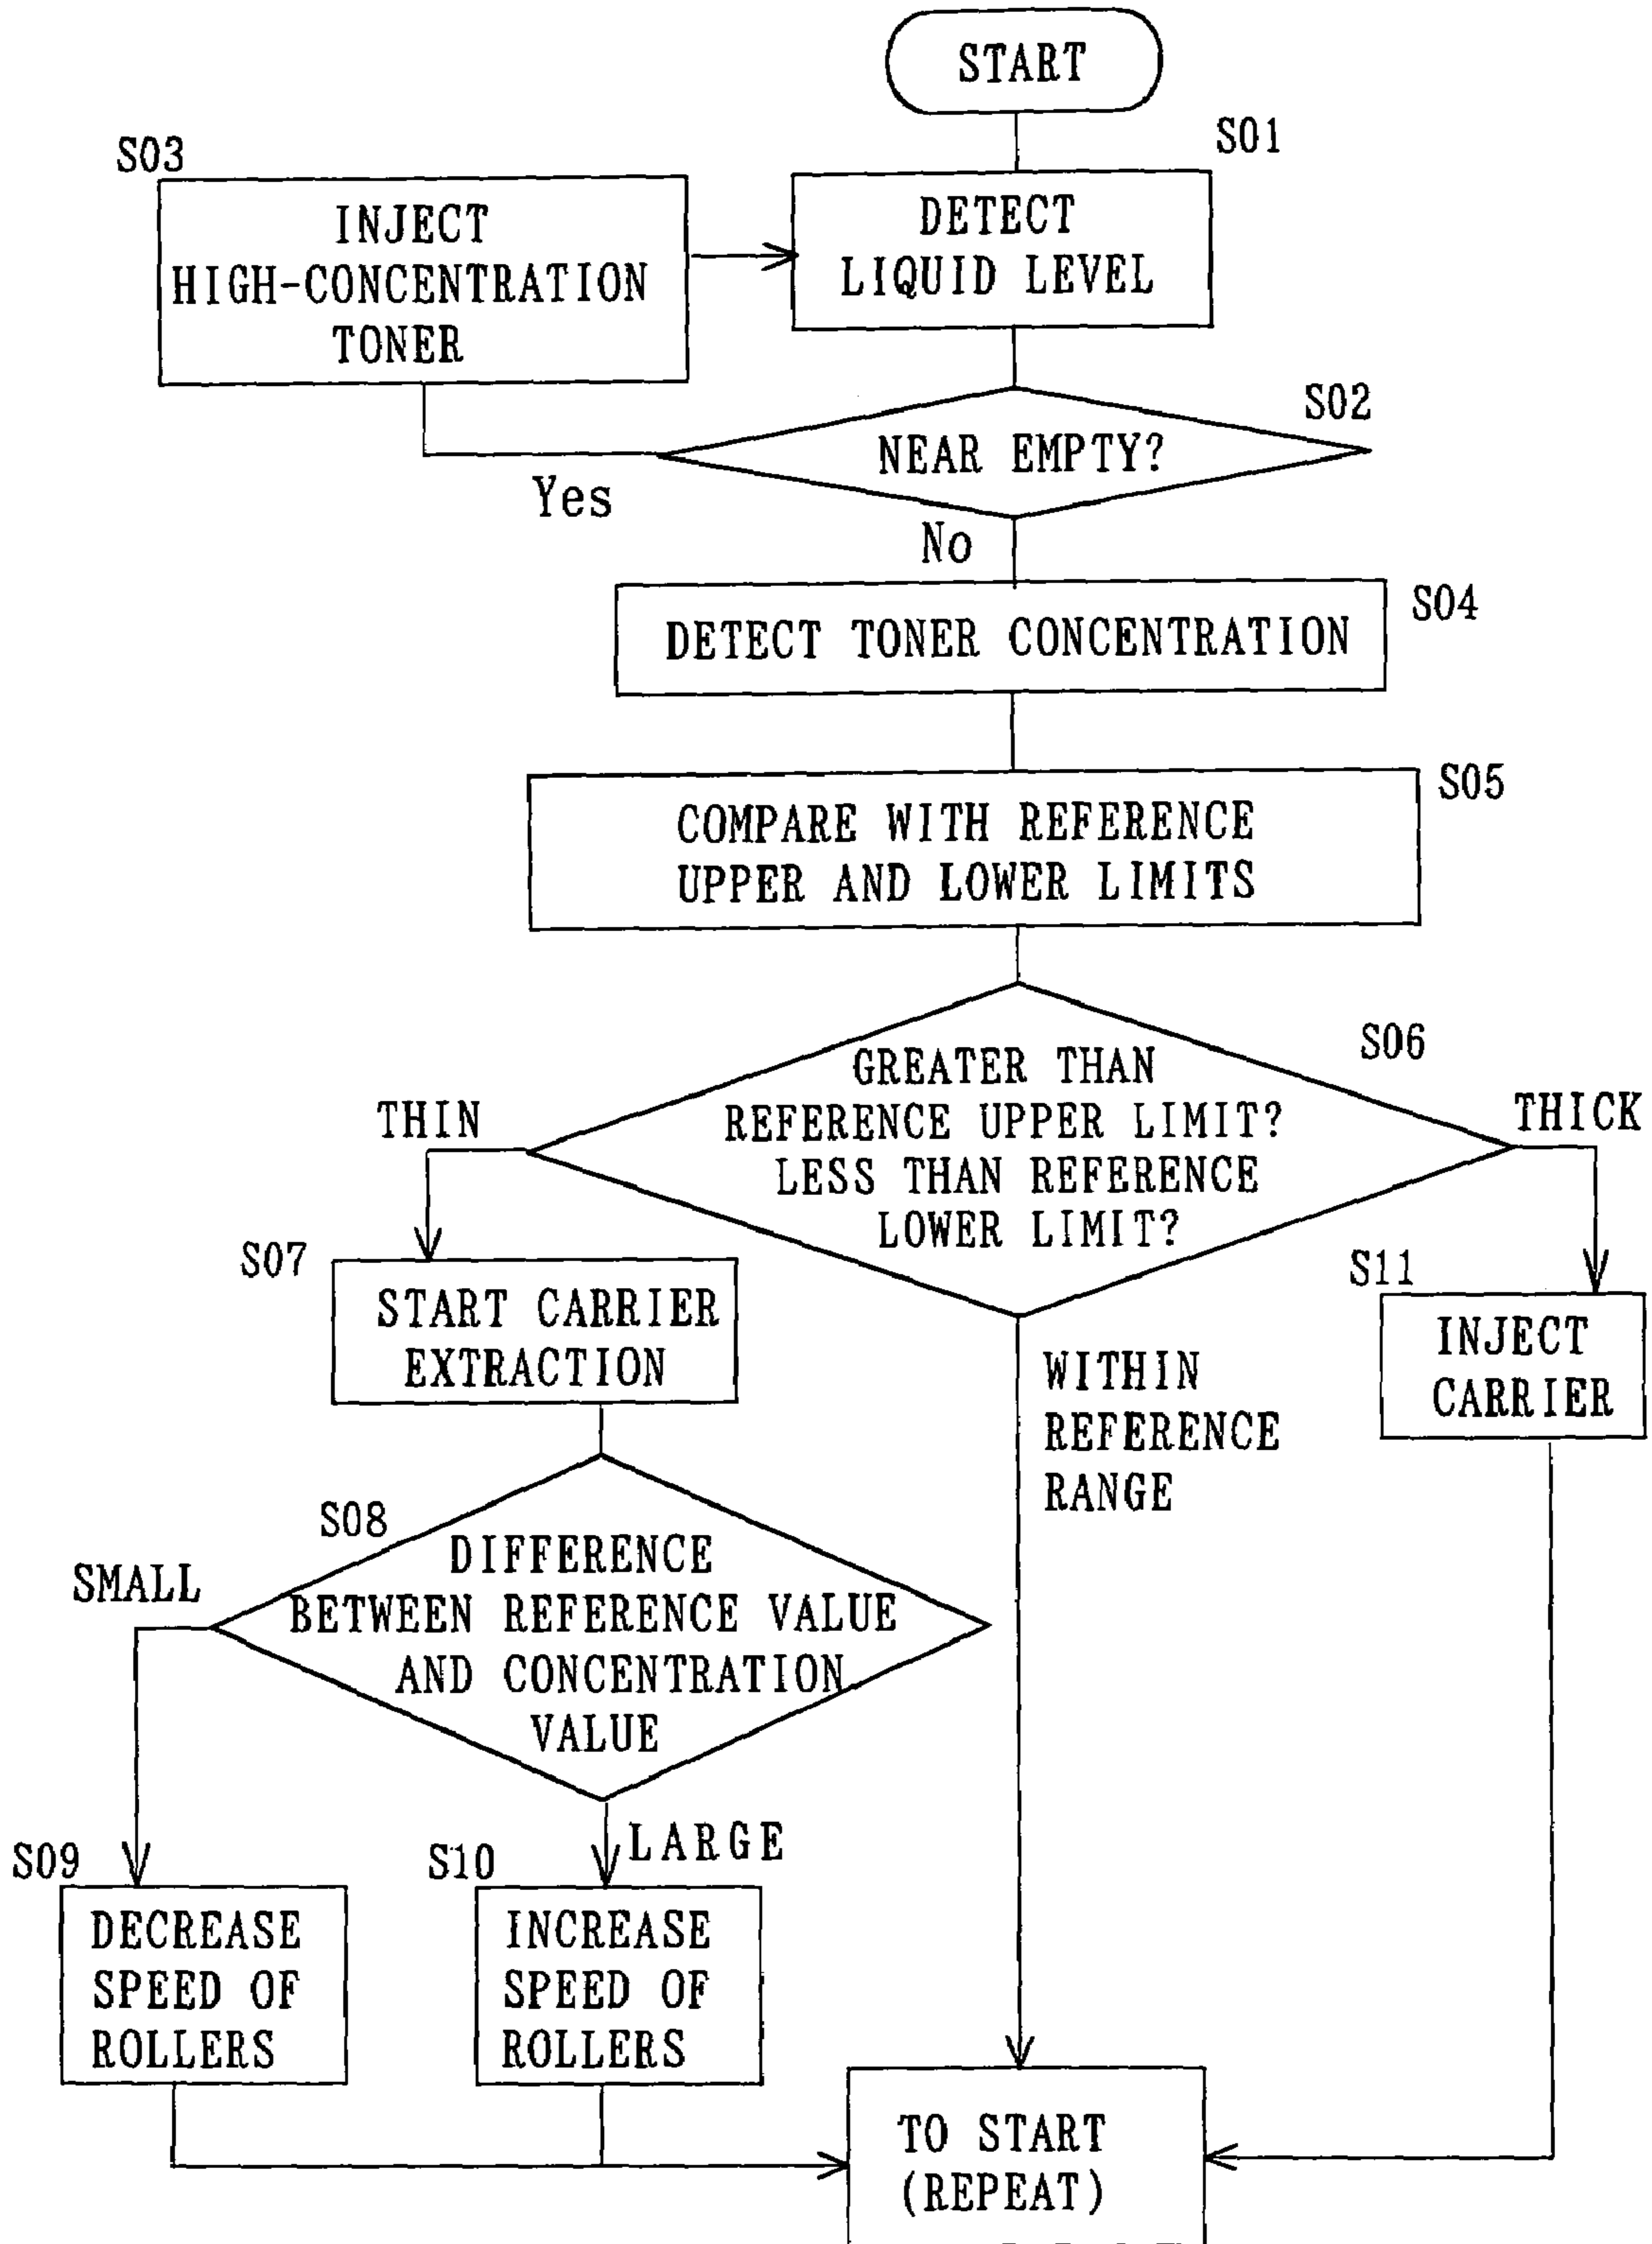 START
S01
DETECT
LIQUID LEVEL
S03
INJECT
HIGH-CONCENTRATION
TONER
S02
NEAR EMPTY?
Yes
No
S04
DETECT TONER CONCENTRATION
S05
COMPARE WITH REFERENCE
UPPER AND LOWER LIMITS
S06
GREATER THAN
REFERENCE UPPER LIMIT?
LESS THAN REFERENCE
LOWER LIMIT?
THIN
THICK
S07
START CARRIER
EXTRACTION
WITHIN
REFERENCE
RANGE
S11
INJECT
CARRIER
S08
DIFFERENCE
BETWEEN REFERENCE VALUE
AND CONCENTRATION
VALUE
SMALL
LARGE
S09
DECREASE
SPEED OF
ROLLERS
S10
INCREASE
SPEED OF
ROLLERS
TO START
(REPEAT)